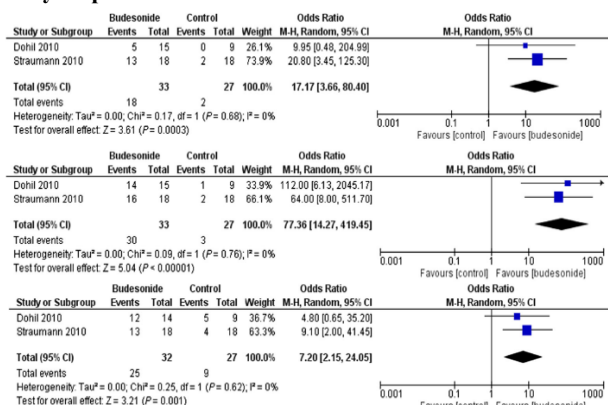 Budesonide Control Odds Ratio Odds Ratio
Study or Subgroup Events Total Events Total Weight M-H, Random, 95% CI M-H, Random, 95% CI
Dohil 2010 5 15 0 9 26.1% 9.95 [0.48, 204.99]
Straumann 2010 13 18 2 18 73.9% 20.80 [3.45, 125.30]
Total (95% CI) 33 27 100.0% 17.17 [3.66, 80.40]
Total events 18 2
Heterogeneity: Tau² = 0.00; Chi² = 0.17, df = 1 (P = 0.68); I² = 0%
Test for overall effect: Z = 3.61 (P = 0.0003)
0.001 0.1 1 10 1000
Favours [control] Favours [budesonide]
Budesonide Control Odds Ratio Odds Ratio
Study or Subgroup Events Total Events Total Weight M-H, Random, 95% CI M-H, Random, 95% CI
Dohil 2010 14 15 1 9 33.9% 112.00 [6.13, 2045.17]
Straumann 2010 16 18 2 18 66.1% 64.00 [8.00, 511.70]
Total (95% CI) 33 27 100.0% 77.36 [14.27, 419.45]
Total events 30 3
Heterogeneity: Tau² = 0.00; Chi² = 0.09, df = 1 (P = 0.76); I² = 0%
Test for overall effect: Z = 5.04 (P < 0.00001)
0.001 0.1 1 10 1000
Favours [control] Favours [budesonide]
Budesonide Control Odds Ratio Odds Ratio
Study or Subgroup Events Total Events Total Weight M-H, Random, 95% CI M-H, Random, 95% CI
Dohil 2010 12 14 5 9 36.7% 4.80 [0.65, 35.20]
Straumann 2010 13 18 4 18 63.3% 9.10 [2.00, 41.45]
Total (95% CI) 32 27 100.0% 7.20 [2.15, 24.05]
Total events 25 9
Heterogeneity: Tau² = 0.00; Chi² = 0.25, df = 1 (P = 0.62); I² = 0%
Test for overall effect: Z = 3.21 (P = 0.001)
0.001 0.1 1 10 1000